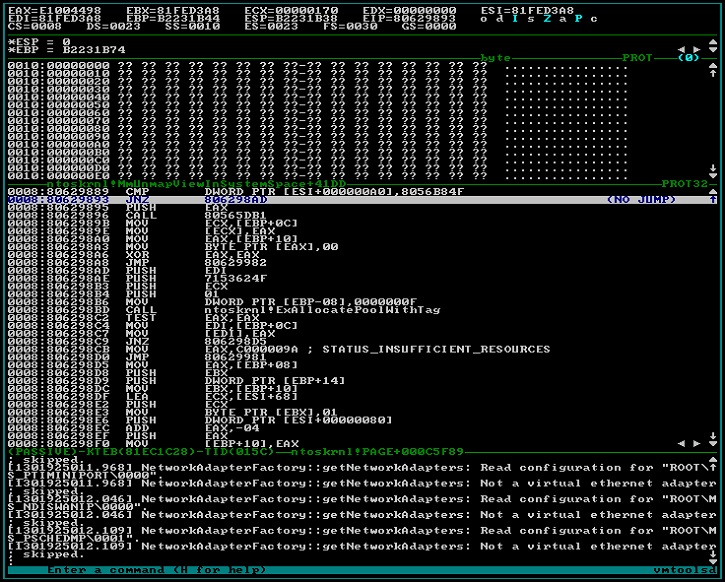 EAX=E1004498   EBX=81FED3A8   ECX=00000170   EDX=00000000   ESI=81FED3A8
EDI=81FED3A8   EBP=B2231B44   ESP=B2231B38   EIP=80629893   o d I s Z a P c
CS=0008   DS=0023   SS=0010   ES=0023   FS=0030   GS=0000
*ESP = 0
*EBP = B2231B74
byte PROT (0)
0010:00000000 ?? ?? ?? ?? ?? ?? ?? ??-?? ?? ?? ?? ?? ?? ?? ?? ................
0010:00000010 ?? ?? ?? ?? ?? ?? ?? ??-?? ?? ?? ?? ?? ?? ?? ?? ................
0010:00000020 ?? ?? ?? ?? ?? ?? ?? ??-?? ?? ?? ?? ?? ?? ?? ?? ................
0010:00000030 ?? ?? ?? ?? ?? ?? ?? ??-?? ?? ?? ?? ?? ?? ?? ?? ................
0010:00000040 ?? ?? ?? ?? ?? ?? ?? ??-?? ?? ?? ?? ?? ?? ?? ?? ................
0010:00000050 ?? ?? ?? ?? ?? ?? ?? ??-?? ?? ?? ?? ?? ?? ?? ?? ................
0010:00000060 ?? ?? ?? ?? ?? ?? ?? ??-?? ?? ?? ?? ?? ?? ?? ?? ................
0010:00000070 ?? ?? ?? ?? ?? ?? ?? ??-?? ?? ?? ?? ?? ?? ?? ?? ................
0010:00000080 ?? ?? ?? ?? ?? ?? ?? ??-?? ?? ?? ?? ?? ?? ?? ?? ................
0010:00000090 ?? ?? ?? ?? ?? ?? ?? ??-?? ?? ?? ?? ?? ?? ?? ?? ................
0010:000000A0 ?? ?? ?? ?? ?? ?? ?? ??-?? ?? ?? ?? ?? ?? ?? ?? ................
0010:000000B0 ?? ?? ?? ?? ?? ?? ?? ??-?? ?? ?? ?? ?? ?? ?? ?? ................
0010:000000C0 ?? ?? ?? ?? ?? ?? ?? ??-?? ?? ?? ?? ?? ?? ?? ?? ................
0010:000000D0 ?? ?? ?? ?? ?? ?? ?? ??-?? ?? ?? ?? ?? ?? ?? ?? ................
0010:000000E0 ?? ?? ?? ?? ?? ?? ?? ??-?? ?? ?? ?? ?? ?? ?? ?? ................
ntoskrnl!MmUnmapViewInSystemSpace+41DD PROT32
0008:80629889  CMP     DWORD PTR [ESI+000000A0],8056B84F
0008:80629893  JNZ     806298AD     (NO JUMP)
0008:80629895  PUSH    EAX
0008:80629896  CALL    80565DB1
0008:8062989B  MOV     ECX,[EBP+0C]
0008:8062989E  MOV     [ECX],EAX
0008:806298A0  MOV     EAX,[EBP+10]
0008:806298A3  MOV     BYTE PTR [EAX],00
0008:806298A6  XOR     EAX,EAX
0008:806298A8  JMP     80629982
0008:806298AD  PUSH    EDI
0008:806298AE  PUSH    7153624F
0008:806298B3  PUSH    ECX
0008:806298B4  PUSH    01
0008:806298B6  MOV     DWORD PTR [EBP-08],0000000F
0008:806298BD  CALL    ntoskrnl!ExAllocatePoolWithTag
0008:806298C2  TEST    EAX,EAX
0008:806298C4  MOV     EDI,[EBP+0C]
0008:806298C7  MOV     [EDI],EAX
0008:806298C9  JNZ     806298D5
0008:806298CB  MOV     EAX,C000009A ; STATUS_INSUFFICIENT_RESOURCES
0008:806298D0  JMP     80629981
0008:806298D5  MOV     EAX,[EBP+08]
0008:806298D8  PUSH    EBX
0008:806298D9  PUSH    DWORD PTR [EBP+14]
0008:806298DC  MOV     EBX,[EBP+10]
0008:806298DF  LEA     ECX,[ESI+68]
0008:806298E2  PUSH    ECX
0008:806298E3  MOV     BYTE PTR [EBX],01
0008:806298E6  PUSH    DWORD PTR [ESI+00000080]
0008:806298EC  ADD     EAX,-04
0008:806298EF  PUSH    EAX
0008:806298F0  MOV     [EBP+10],EAX
(PASSIVE)-KTEB(81EC1C28)-TID(015C)—ntoskrnl!PAGE+000C5F89
; skipped.
[1301925011.968] NetworkAdapterFactory::getNetworkAdapters: Read configuration for "ROOT\M
S_PTIMINIPORT\0000".
[1301925011.968] NetworkAdapterFactory::getNetworkAdapters: Not a virtual ethernet adapter
; skipped.
[1301925012.046] NetworkAdapterFactory::getNetworkAdapters: Read configuration for "ROOT\M
S_NDISWANIP\0000".
[1301925012.046] NetworkAdapterFactory::getNetworkAdapters: Not a virtual ethernet adapter
; skipped.
[1301925012.109] NetworkAdapterFactory::getNetworkAdapters: Read configuration for "ROOT\M
S_PSCHEDMP\0001".
[1301925012.109] NetworkAdapterFactory::getNetworkAdapters: Not a virtual ethernet adapter
; skipped.
:
Enter a command (H for help) vmtoolsd